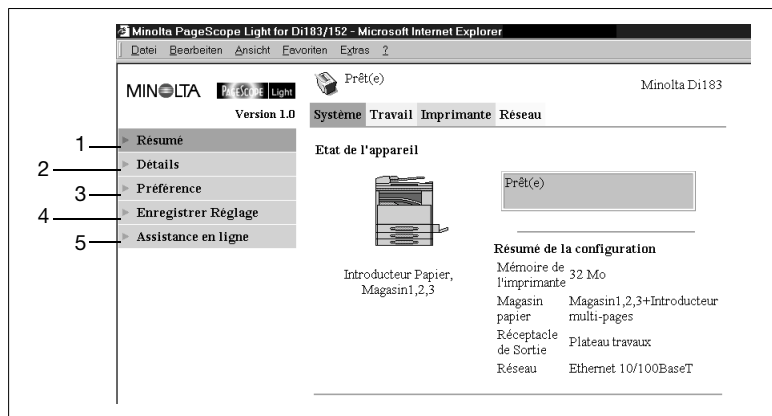 Minolta PageScope Light for Di183/152 - Microsoft Internet Explorer
Datei Bearbeiten Ansicht Favoriten Extras ?
MINOLTA PAGESCOPE Light
Version 1.0
Prêt(e)
Minolta Di183
Système Travail Imprimante Réseau
1 Résumé
2 Détails
3 Préférence
4 Enregistrer Réglage
5 Assistance en ligne
Etat de l'appareil
Introducteur Papier,
Magasin1,2,3
Prêt(e)
Résumé de la configuration
Mémoire de
l'imprimante
32 Mo
Magasin
papier
Magasin1,2,3+Introducteur
multi-pages
Réceptacle
de Sortie
Plateau travaux
Réseau
Ethernet 10/100BaseT